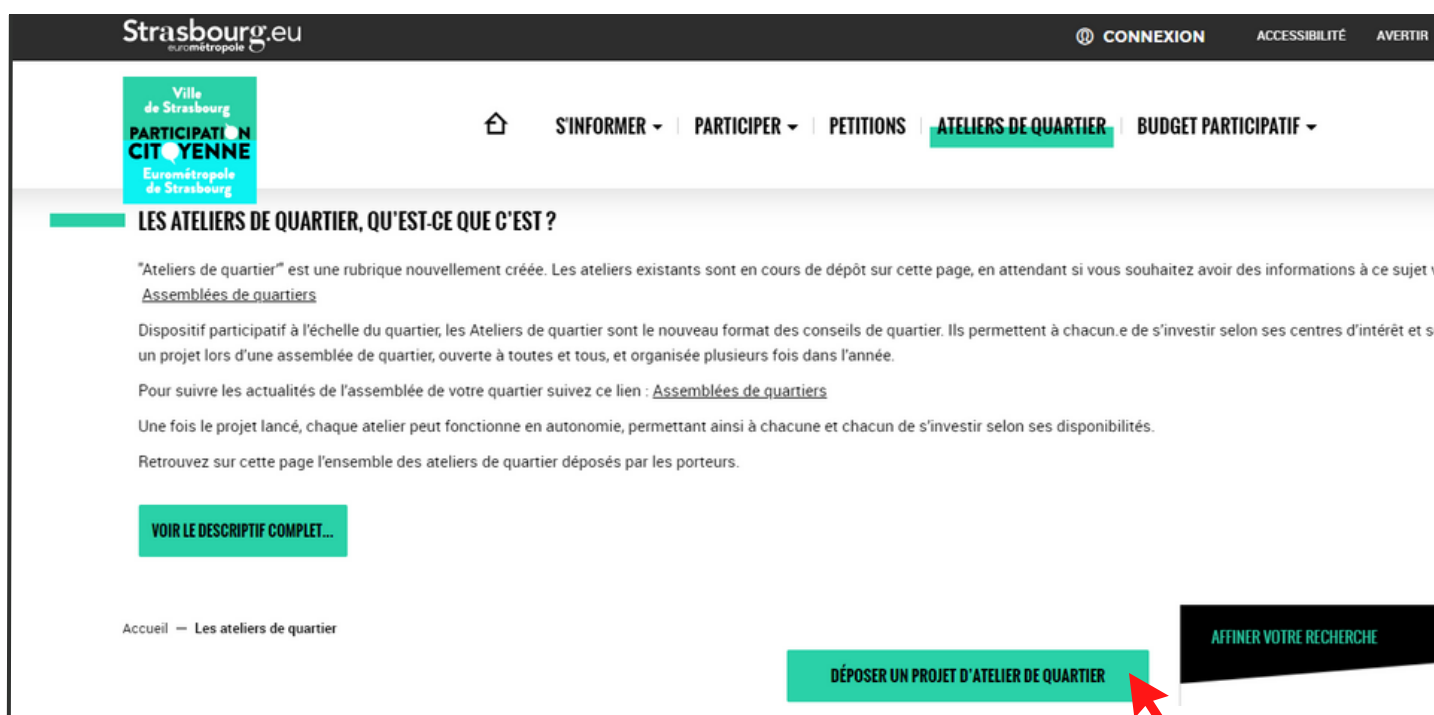 Strasbourg.eu
eurométropole
CONNEXION
ACCESSIBILITÉ
AVERTIR
Ville
de Strasbourg
PARTICIPATION
CITOYENNE
Eurométropole
de Strasbourg
S'INFORMER
PARTICIPER
PETITIONS
ATELIERS DE QUARTIER
BUDGET PARTICIPATIF
LES ATELIERS DE QUARTIER, QU'EST-CE QUE C'EST ?
"Ateliers de quartier'" est une rubrique nouvellement créée. Les ateliers existants sont en cours de dépôt sur cette page, en attendant si vous souhaitez avoir des informations à ce sujet
Assemblées de quartiers
Dispositif participatif à l'échelle du quartier, les Ateliers de quartier sont le nouveau format des conseils de quartier. Ils permettent à chacun.e de s'investir selon ses centres d'intérêt et
un projet lors d'une assemblée de quartier, ouverte à toutes et tous, et organisée plusieurs fois dans l'année.
Pour suivre les actualités de l'assemblée de votre quartier suivez ce lien : Assemblées de quartiers
Une fois le projet lancé, chaque atelier peut fonctionne en autonomie, permettant ainsi à chacune et chacun de s'investir selon ses disponibilités.
Retrouvez sur cette page l'ensemble des ateliers de quartier déposés par les porteurs.
VOIR LE DESCRIPTIF COMPLET...
Accueil — Les ateliers de quartier
AFFINER VOTRE RECHERCHE
DÉPOSER UN PROJET D'ATELIER DE QUARTIER